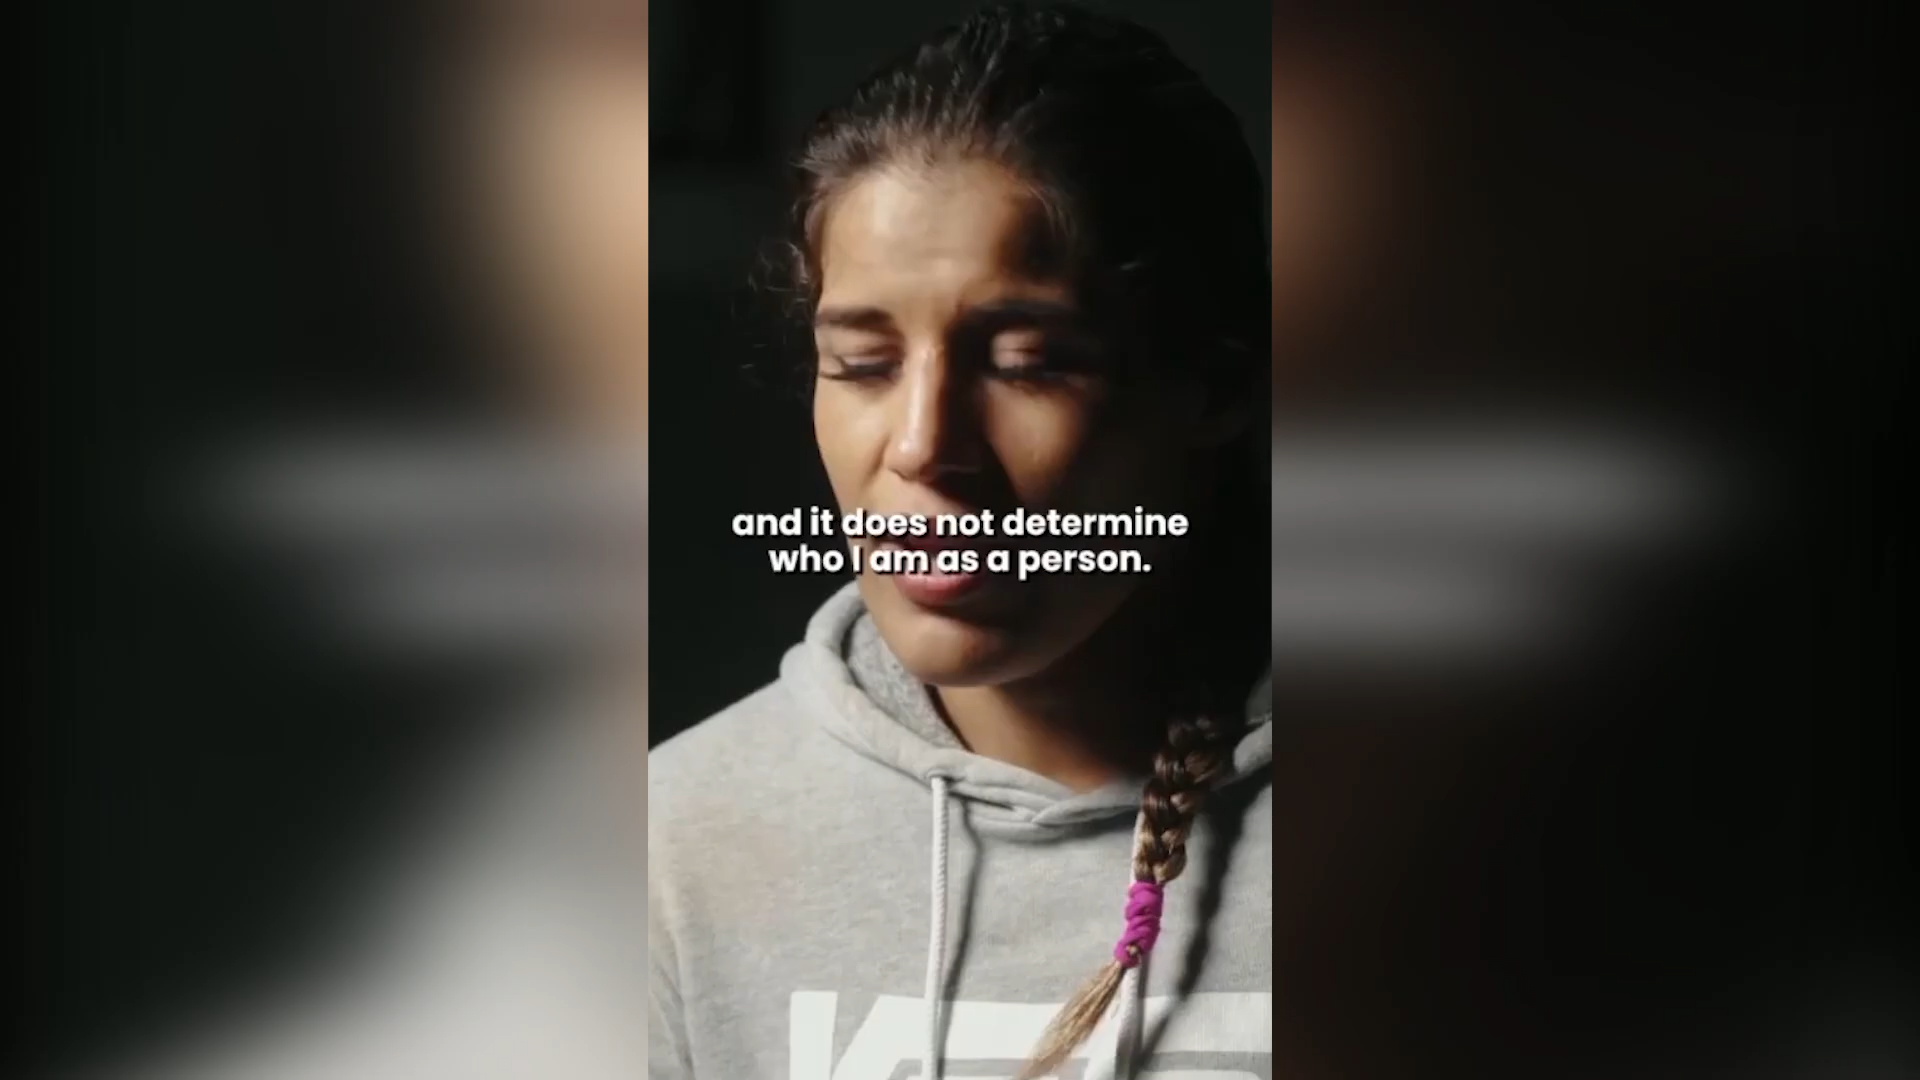 and it does not determine
who I am as a person.